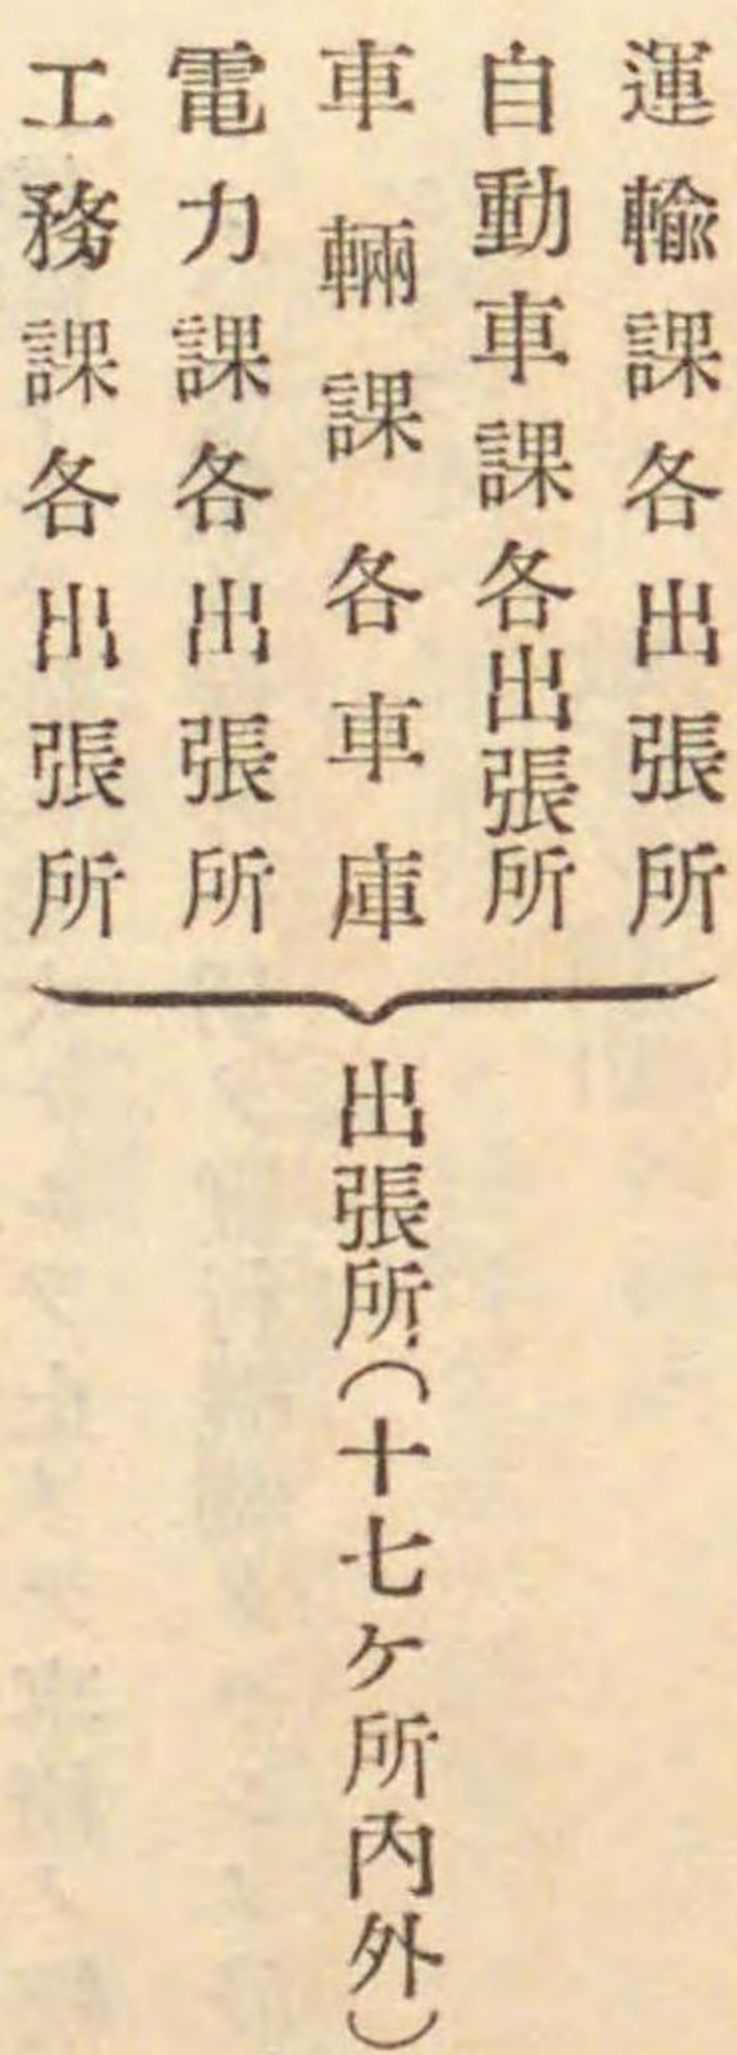 運輸課各出張所
自動車課各出張所
車輛課各車庫
電力課各出張所
工務課各出張所
出張所(十七ケ所内外)